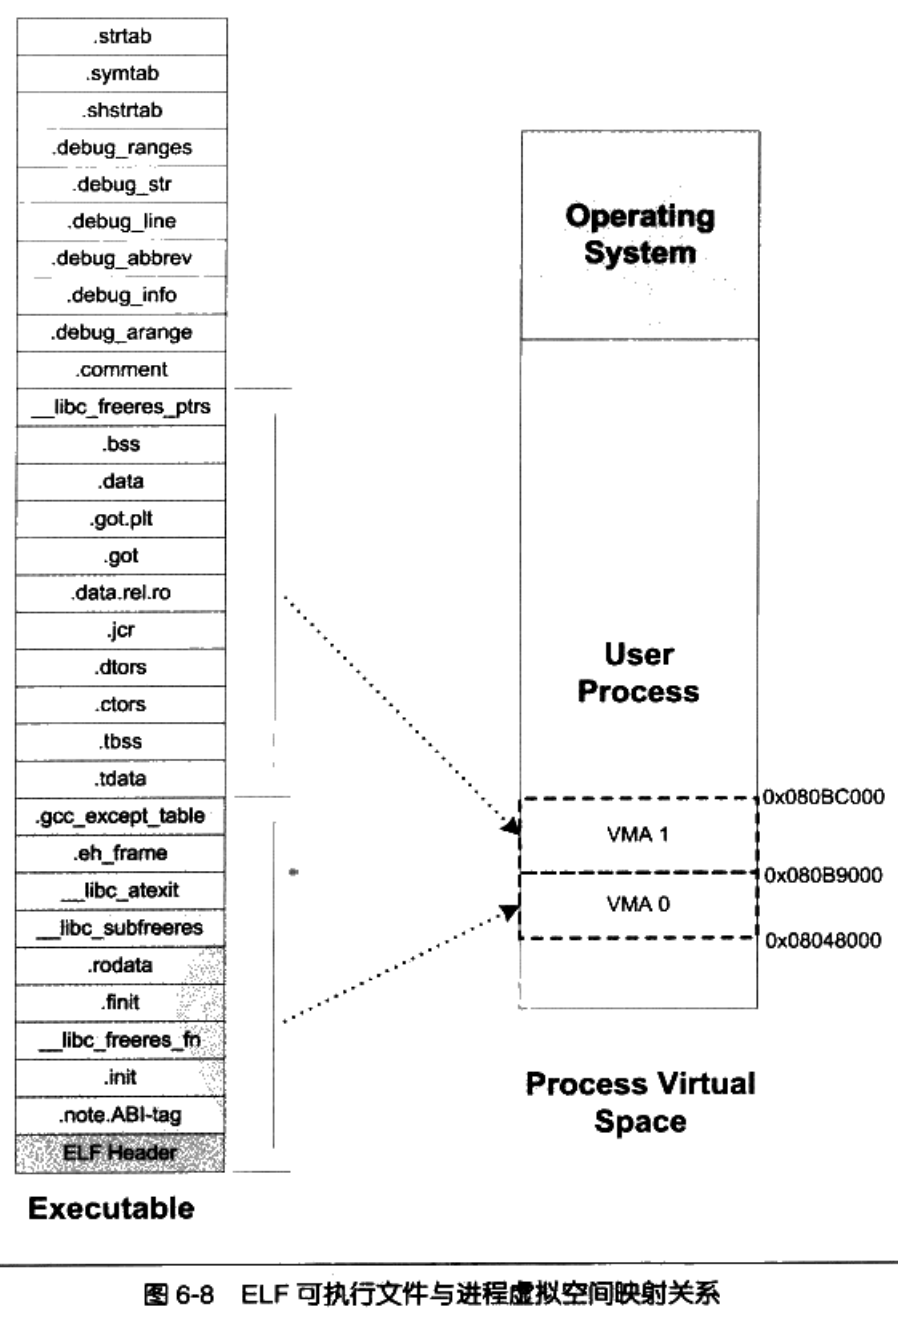 .strtab
.symtab
.shstrtab
.debug_ranges
.debug_str
.debug_line
.debug_abbrev
.debug_info
.debug_arange
.comment
__libc_freeres_ptrs
.bss
.data
.got.plt
.got
.data.rel.ro
.jcr
.dtors
.ctors
.tbss
.tdata
.gcc_except_table
.eh_frame
__libc_atexit
__libc_subfreeres
.rodata
.finit
__libc_freeres_fn
.init
.note.ABI-tag
ELF Header
Executable
Operating
System
User
Process
0x080BC000
VMA 1
0x080B9000
VMA 0
0x08048000
Process Virtual
Space
图 6-8 ELF 可执行文件与进程虚拟空间映射关系